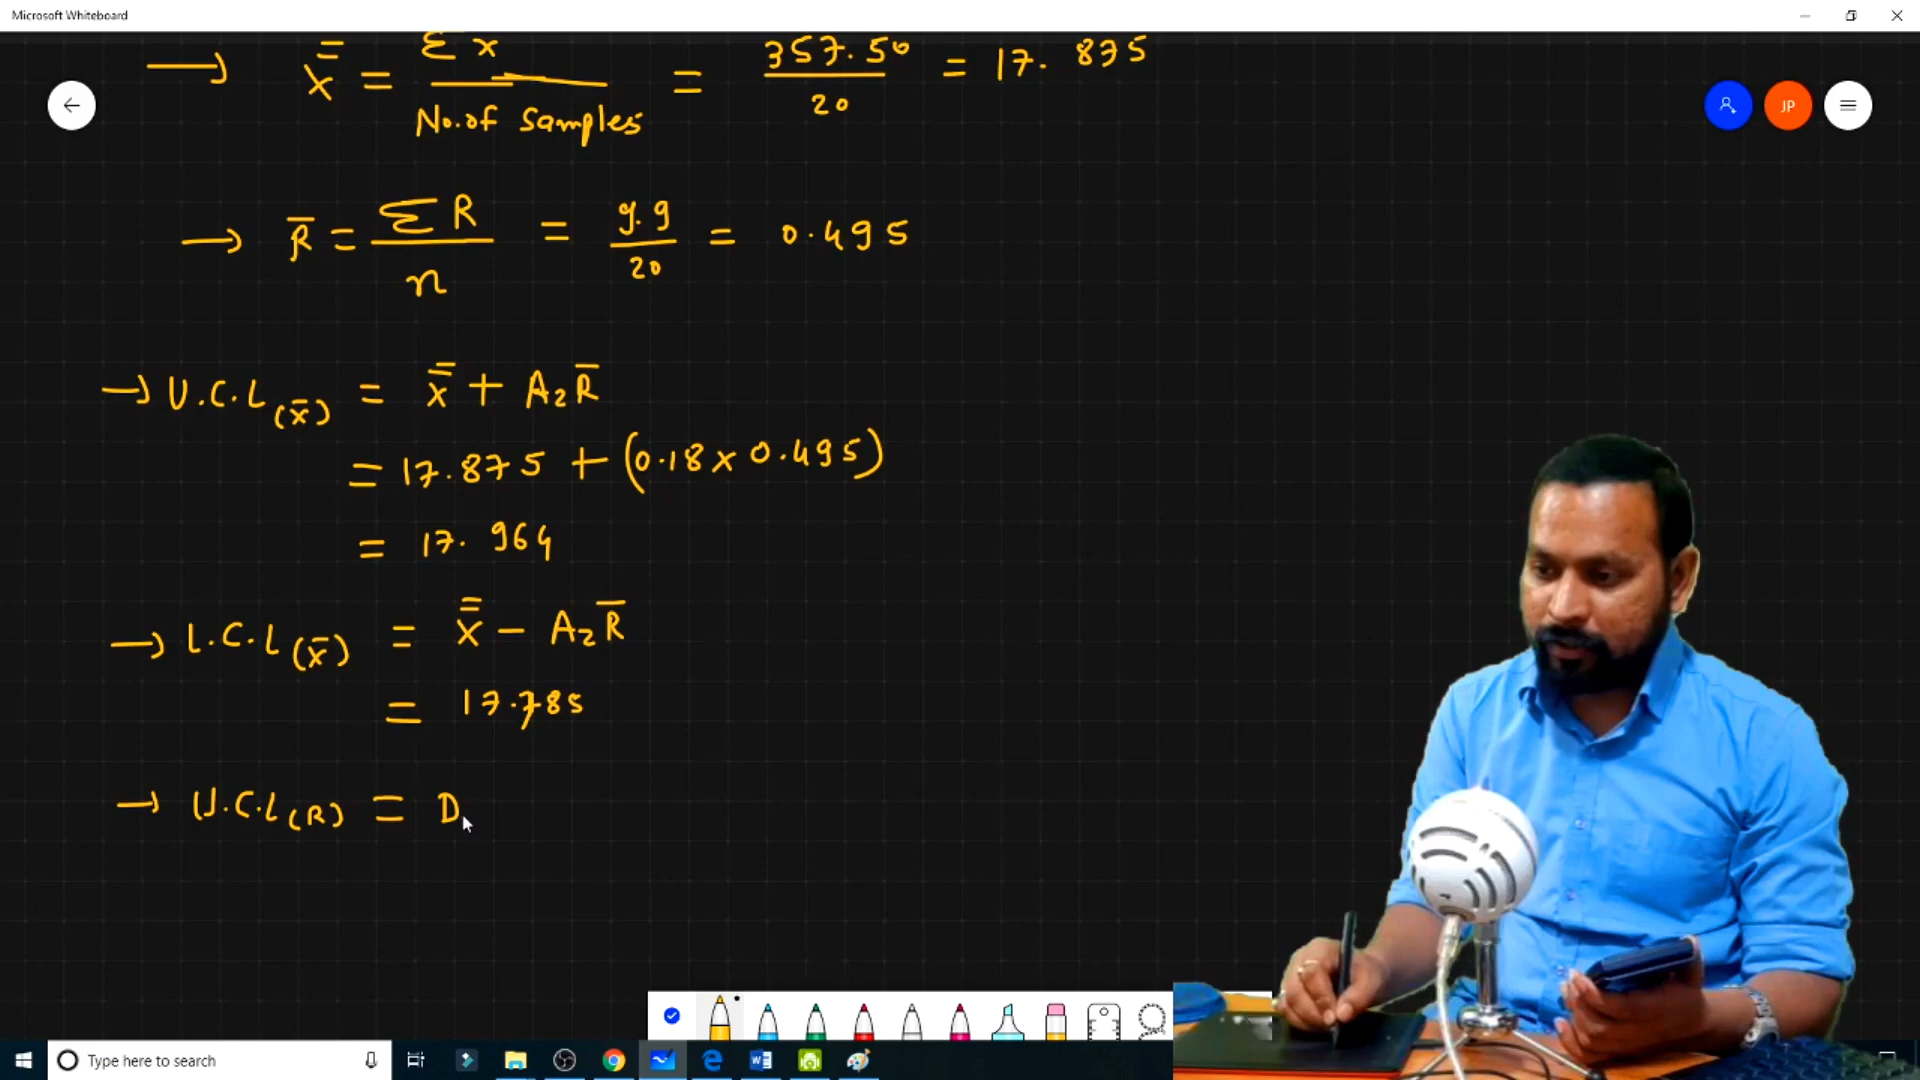 Microsoft Whiteboard
→ x̿ = Σx / No.of Samples = 357.50 / 20 = 17.875
JP
→ R̅ = ΣR / n = 9.9 / 20 = 0.495
→ U.C.L(x̅) = x̿ + A₂R̅
= 17.875 + (0.18 x 0.495)
= 17.964
→ L.C.L(x̅) = x̿ − A₂R̅
= 17.785
→ U.C.L(R) = D
Type here to search